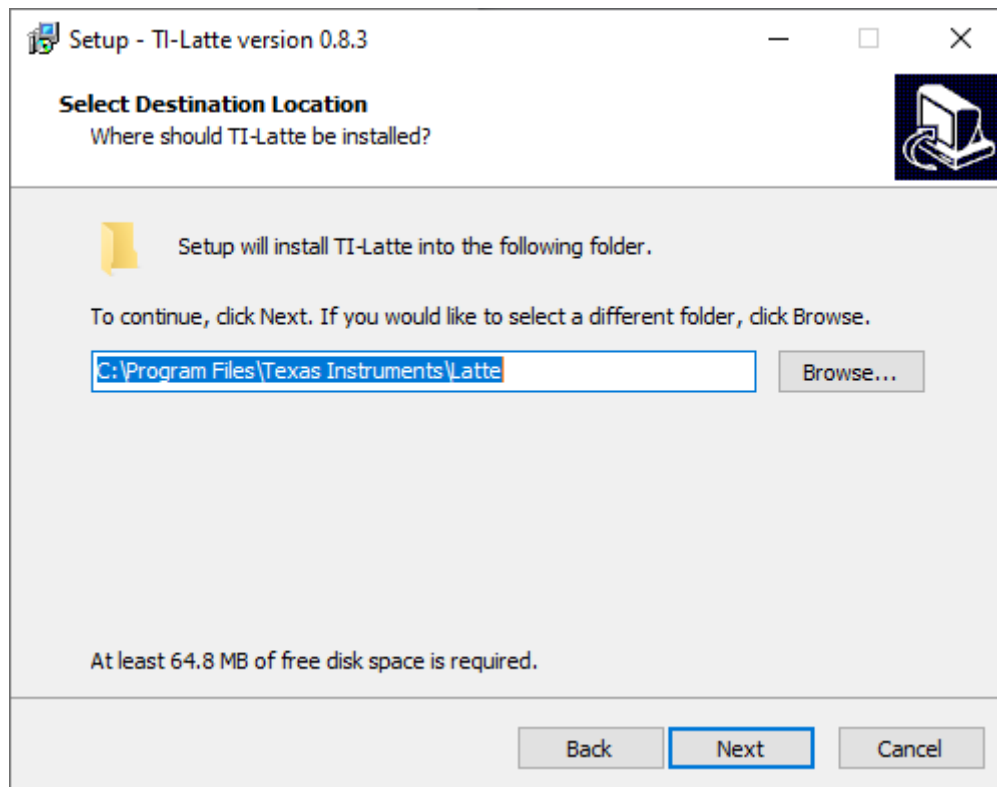 Setup - TI-Latte version 0.8.3
Select Destination Location
Where should TI-Latte be installed?
Setup will install TI-Latte into the following folder.
To continue, click Next. If you would like to select a different folder, click Browse.
C:\Program Files\Texas Instruments\Latte
Browse...
At least 64.8 MB of free disk space is required.
Back
Next
Cancel